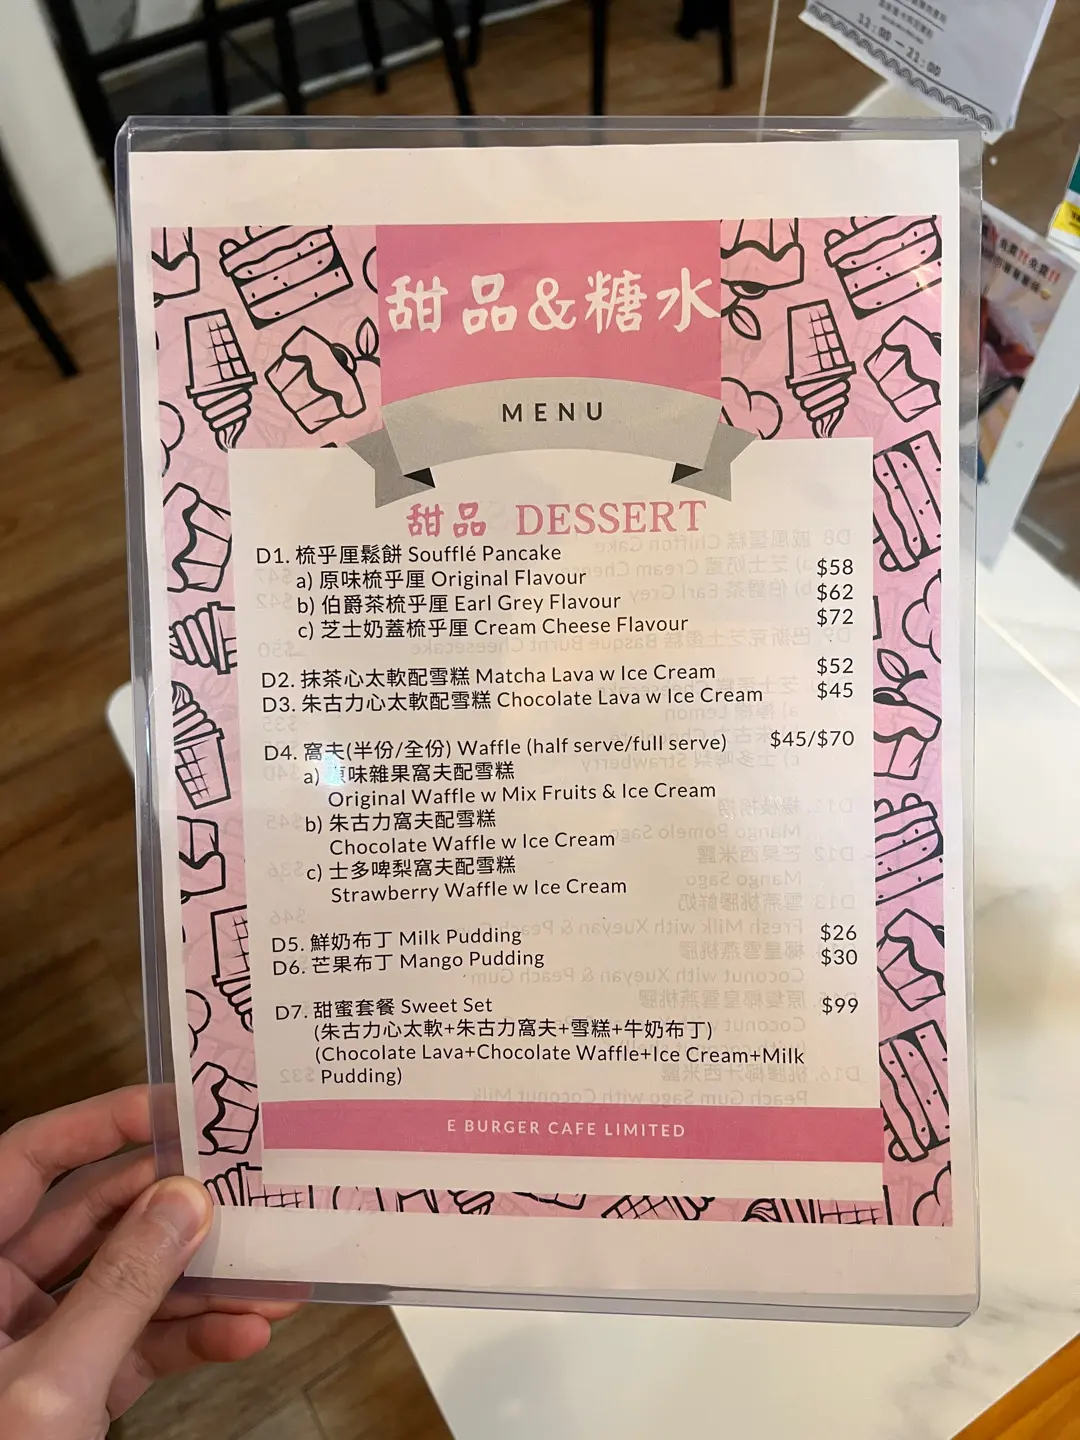 12:00 — 21:00
甜品&糖水
MENU
甜品 DESSERT
D1. 梳乎厘鬆餅 Soufflé Pancake
a) 原味梳乎厘 Original Flavour $58
b) 伯爵茶梳乎厘 Earl Grey Flavour $62
c) 芝士奶蓋梳乎厘 Cream Cheese Flavour $72
D2. 抹茶心太軟配雪糕 Matcha Lava w Ice Cream $52
D3. 朱古力心太軟配雪糕 Chocolate Lava w Ice Cream $45
D4. 窩夫(半份/全份) Waffle (half serve/full serve) $45/$70
a) 原味雜果窩夫配雪糕
Original Waffle w Mix Fruits & Ice Cream
b) 朱古力窩夫配雪糕
Chocolate Waffle w Ice Cream
c) 士多啤梨窩夫配雪糕
Strawberry Waffle w Ice Cream
D5. 鮮奶布丁 Milk Pudding $26
D6. 芒果布丁 Mango Pudding $30
D7. 甜蜜套餐 Sweet Set $99
(朱古力心太軟+朱古力窩夫+雪糕+牛奶布丁)
(Chocolate Lava+Chocolate Waffle+Ice Cream+Milk
Pudding)
E BURGER CAFE LIMITED